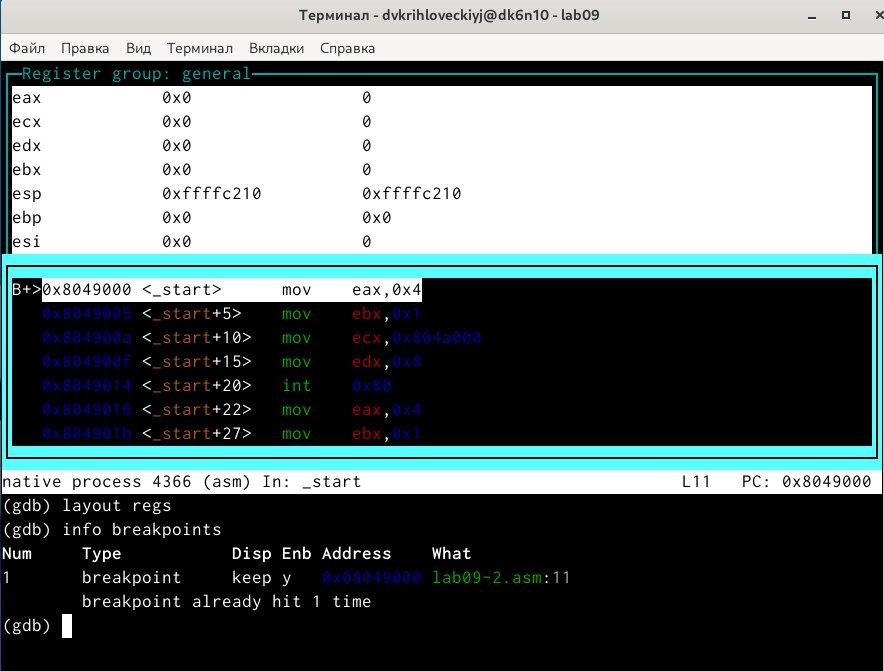 Терминал - dvkrihloveckiyj@dk6n10 - lab09
Файл Правка Вид Терминал Вкладки Справка
Register group: general
eax 0x0 0
ecx 0x0 0
edx 0x0 0
ebx 0x0 0
esp 0xffffc210 0xffffc210
ebp 0x0 0x0
esi 0x0 0
B+>0x8049000 <_start> mov eax,0x4
0x8049005 <_start+5> mov ebx,0x1
0x804900a <_start+10> mov ecx,0x804a000
0x804900f <_start+15> mov edx,0x8
0x8049014 <_start+20> int 0x80
0x8049016 <_start+22> mov eax,0x4
0x804901b <_start+27> mov ebx,0x1
native process 4366 (asm) In: _start L11 PC: 0x8049000
(gdb) layout regs
(gdb) info breakpoints
Num Type Disp Enb Address What
1 breakpoint keep y 0x08049000 lab09-2.asm:11
breakpoint already hit 1 time
(gdb)